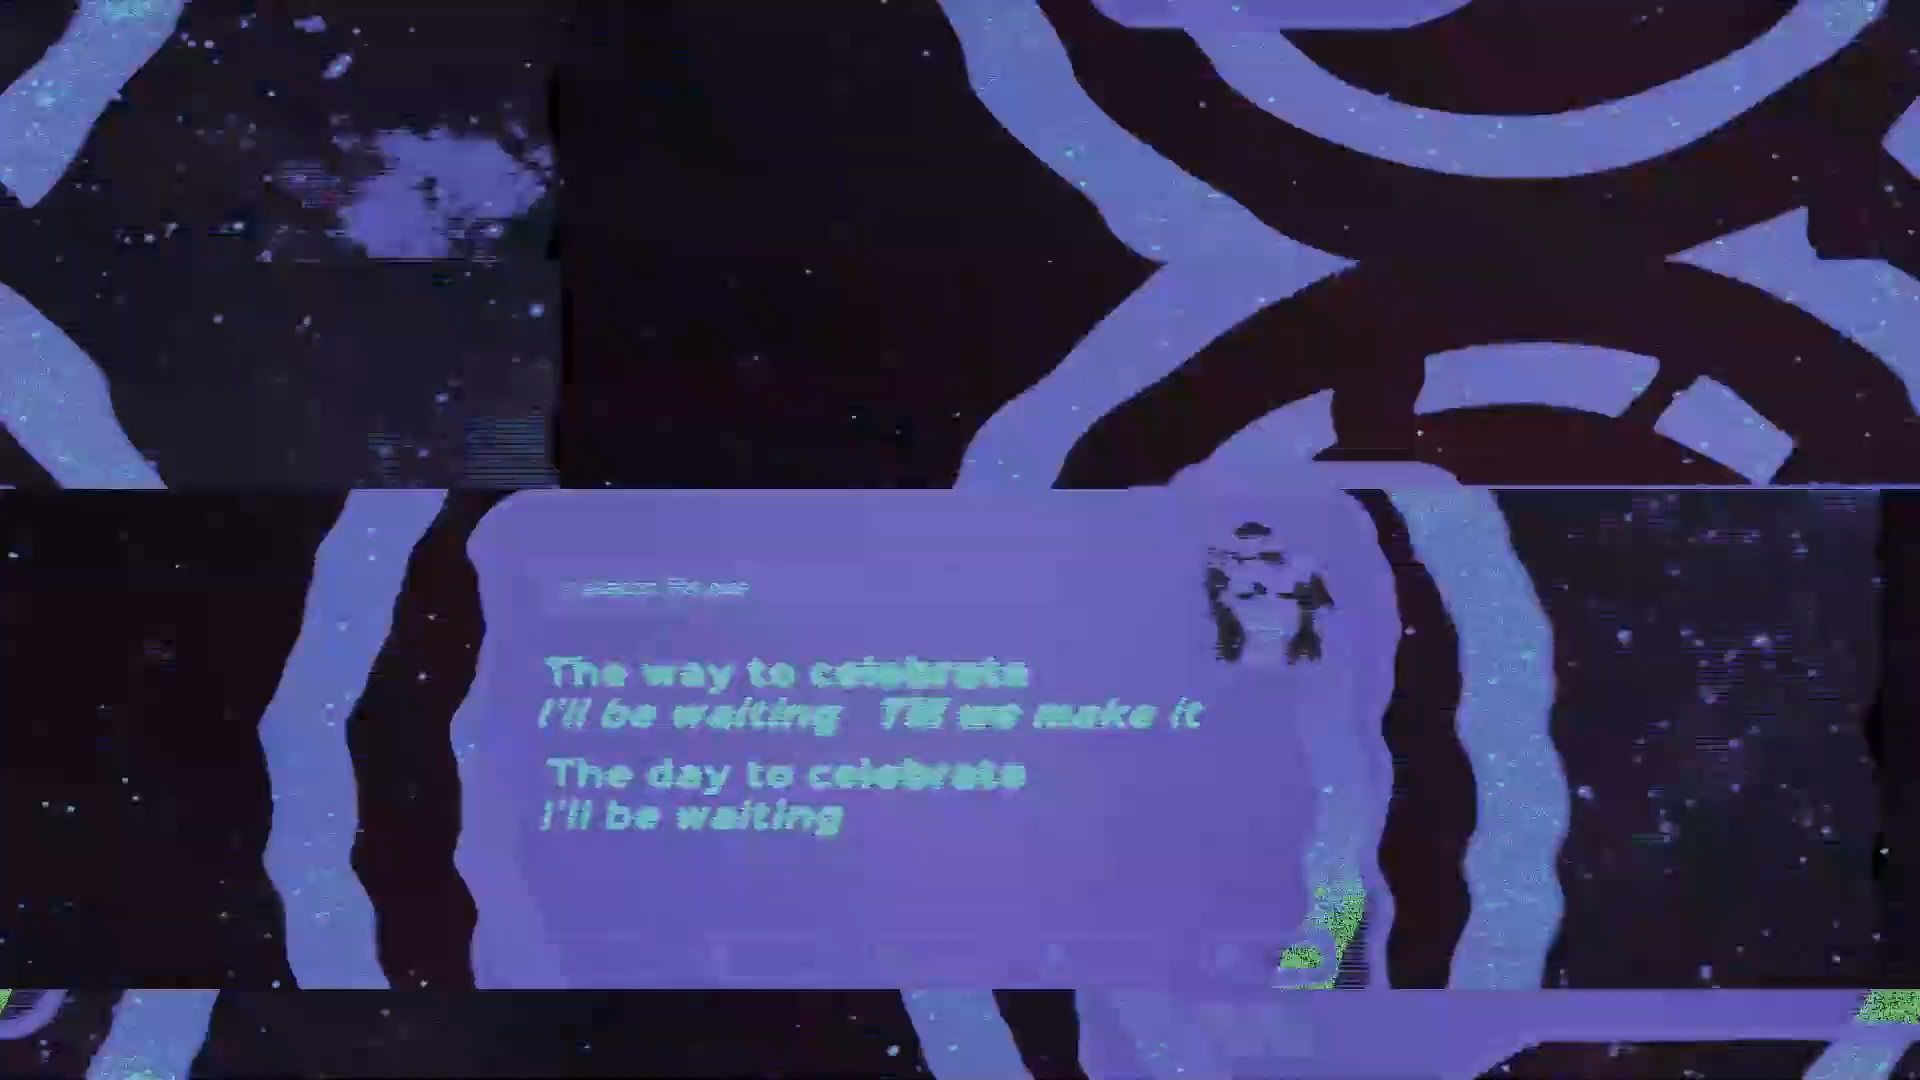 The way to celebrate
I'll be waiting Till we make it
The day to celebrate
I'll be waiting